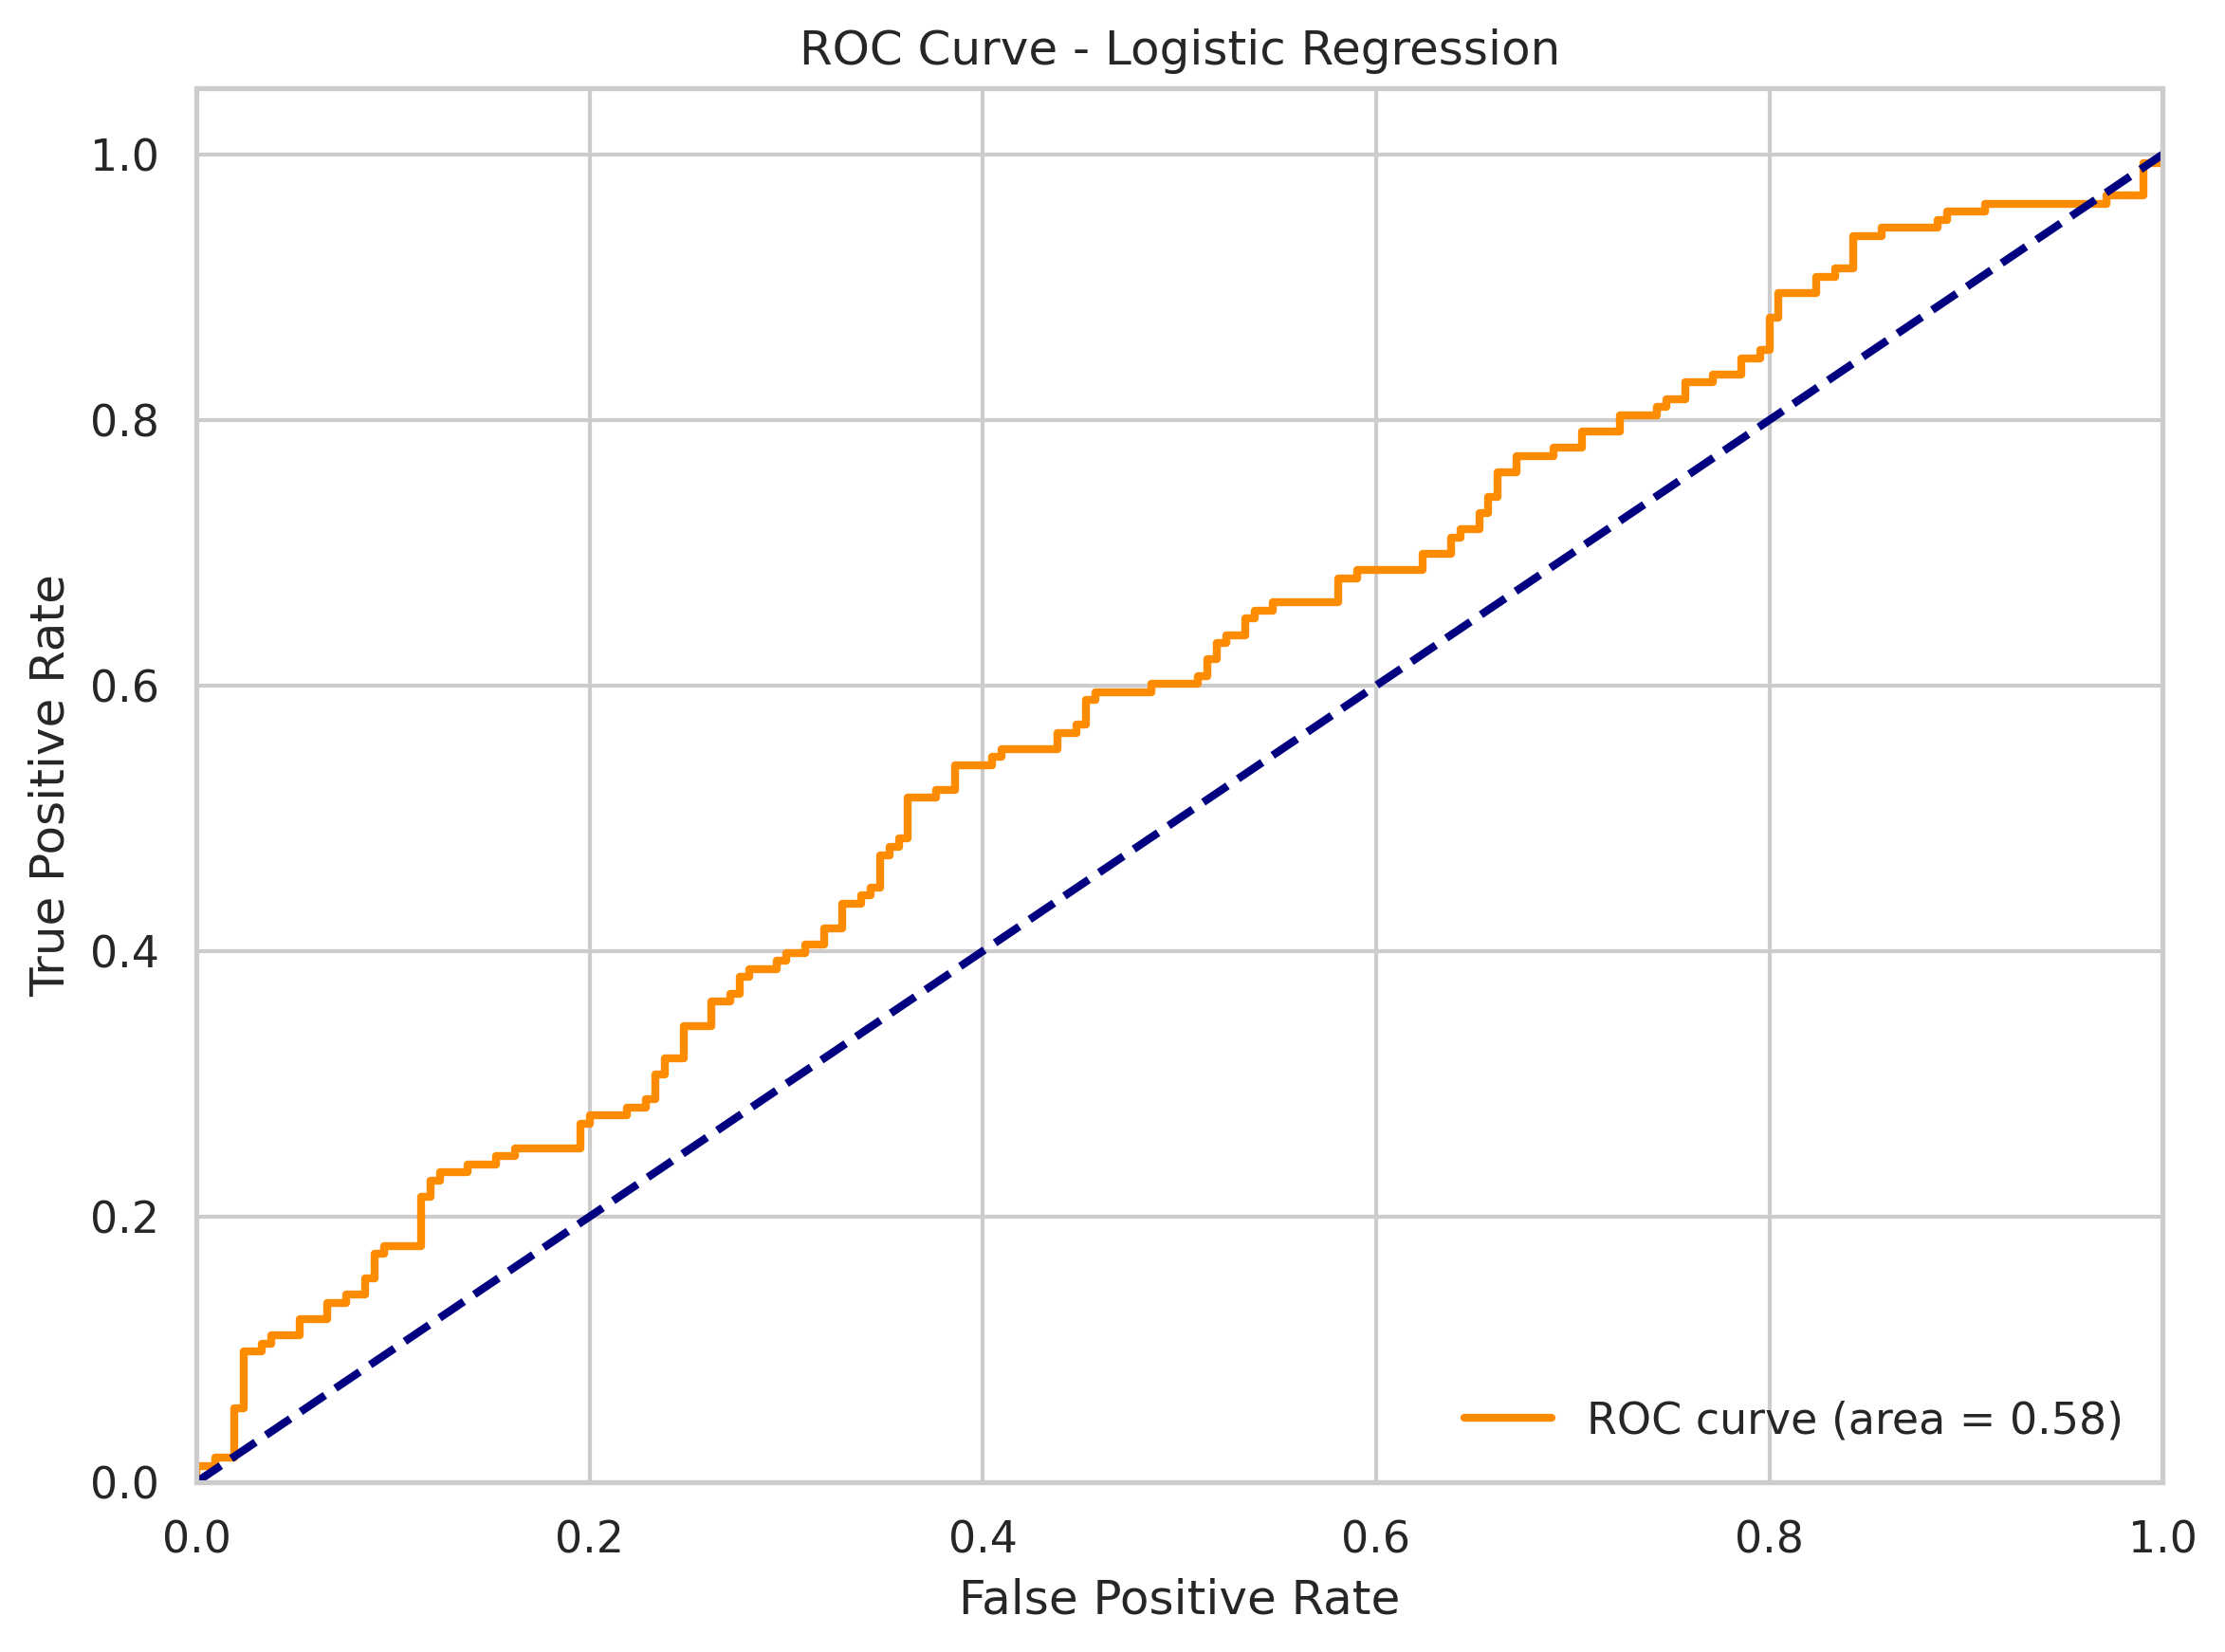 ROC Curve - Logistic Regression
1.0
0.8
0.6
0.4
0.2
0.0
True Positive Rate
ROC curve (area = 0.58)
0.0 0.2 0.4 0.6 0.8 1.0
False Positive Rate